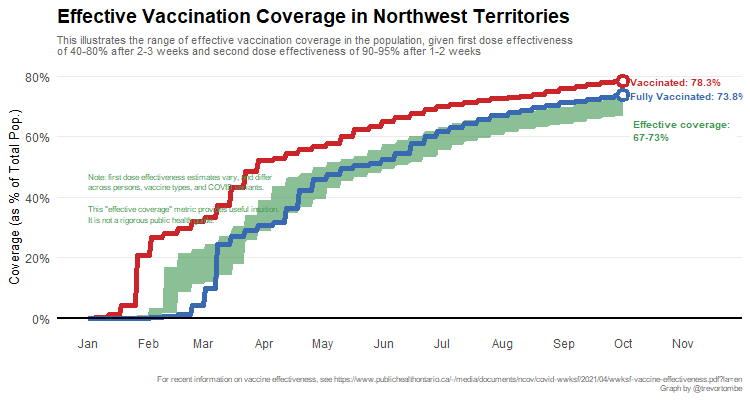 Effective Vaccination Coverage in Northwest Territories
This illustrates the range of effective vaccination coverage in the population, given first dose effectiveness
of 40-80% after 2-3 weeks and second dose effectiveness of 90-95% after 1-2 weeks
Coverage (as % of Total Pop.)
80%
60%
40%
20%
0%
Vaccinated: 78.3%
Fully Vaccinated: 73.8%
Effective coverage:
67-73%
Note: first dose effectiveness estimates vary, and differ
across persons, vaccine types, and COVID variants.
This "effective coverage" metric provides useful intuition.
It is not a rigorous public health
Jan Feb Mar Apr May Jun Jul Aug Sep Oct Nov
For recent information on vaccine effectiveness, see https://www.publichealthontario.ca/-/media/documents/ncov/covid-wwksf/2021/04/wwksf-vaccine-effectiveness.pdf?la=en
Graph by @trevortombe